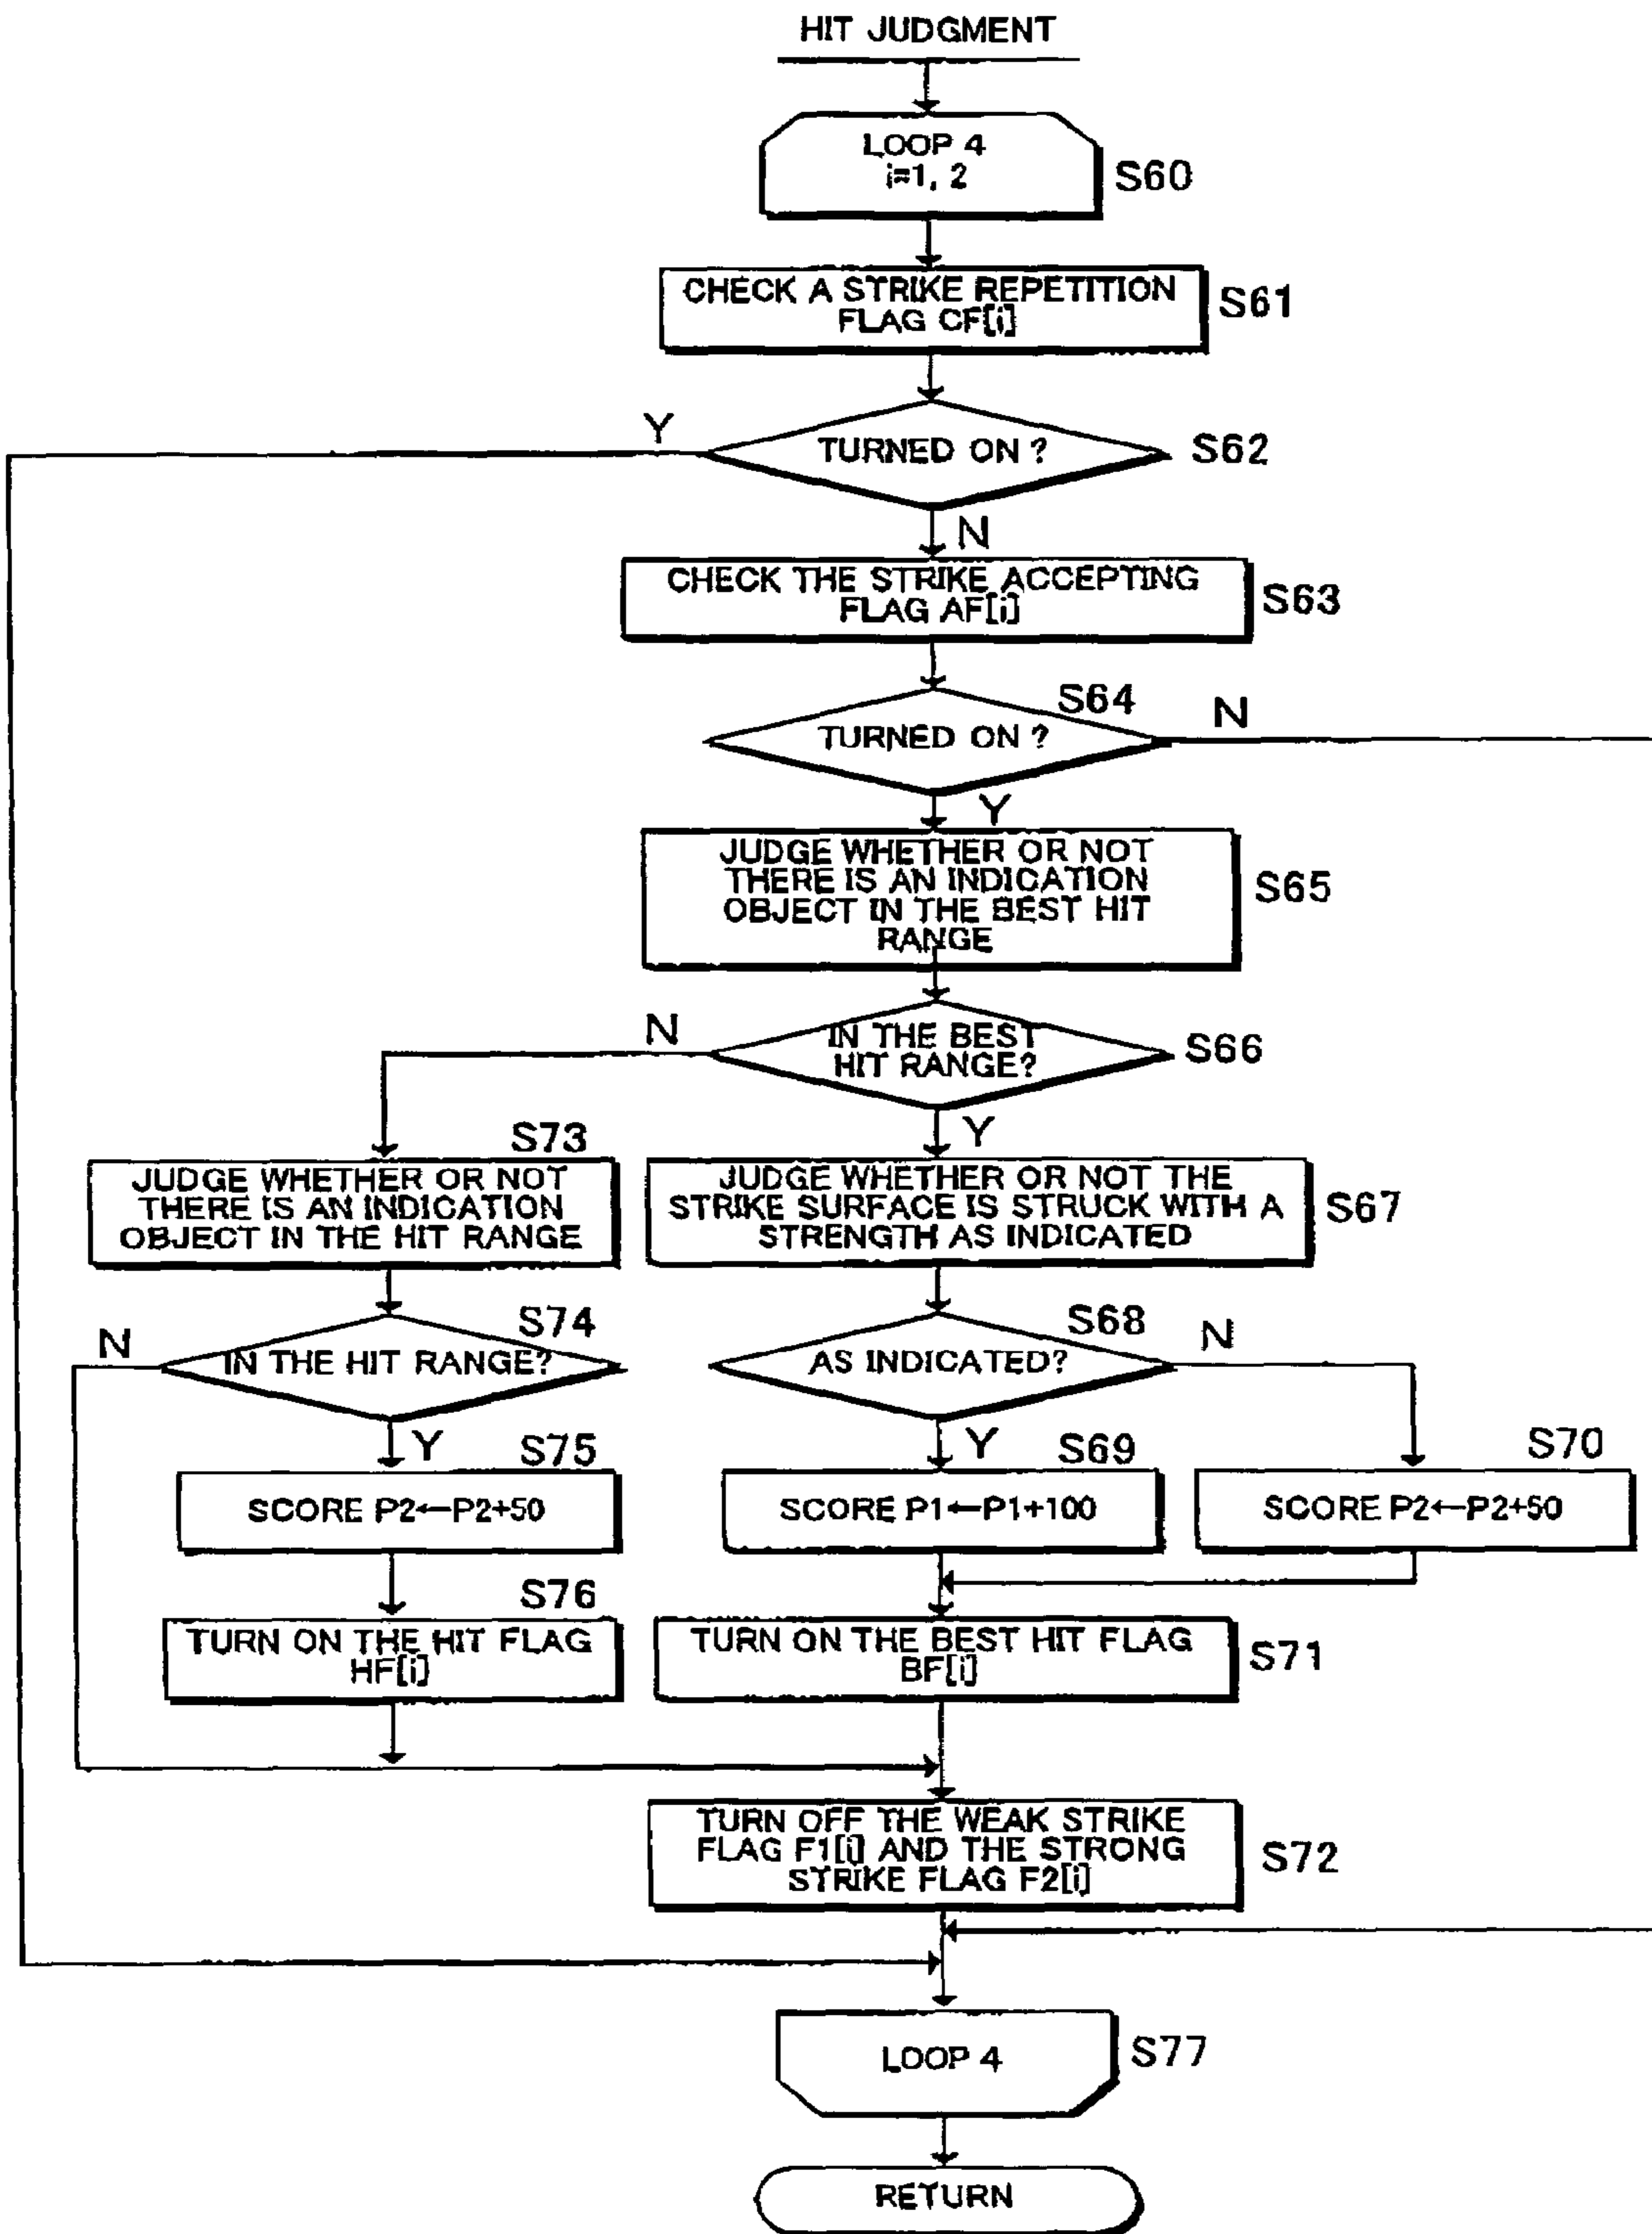 HIT JUDGMENT
LOOP 4
i=1, 2
S60
CHECK A STRIKE REPETITION
FLAG CF[i]
S61
Y
TURNED ON ?
S62
N
CHECK THE STRIKE ACCEPTING
FLAG AF[i]
S63
S64
N
TURNED ON ?
Y
JUDGE WHETHER OR NOT
THERE IS AN INDICATION
OBJECT IN THE BEST HIT
RANGE
S65
N
IN THE BEST
HIT RANGE?
S66
Y
S73
JUDGE WHETHER OR NOT
THERE IS AN INDICATION
OBJECT IN THE HIT RANGE
JUDGE WHETHER OR NOT THE
STRIKE SURFACE IS STRUCK WITH A
STRENGTH AS INDICATED
S67
N
S74
IN THE HIT RANGE?
S68
N
AS INDICATED?
Y
S75
Y
S69
S70
SCORE P2←P2+50
SCORE P1←P1+100
SCORE P2←P2+50
S76
TURN ON THE HIT FLAG
HF[i]
TURN ON THE BEST HIT FLAG
BF[i]
S71
TURN OFF THE WEAK STRIKE
FLAG F1[i] AND THE STRONG
STRIKE FLAG F2[i]
S72
LOOP 4
S77
RETURN